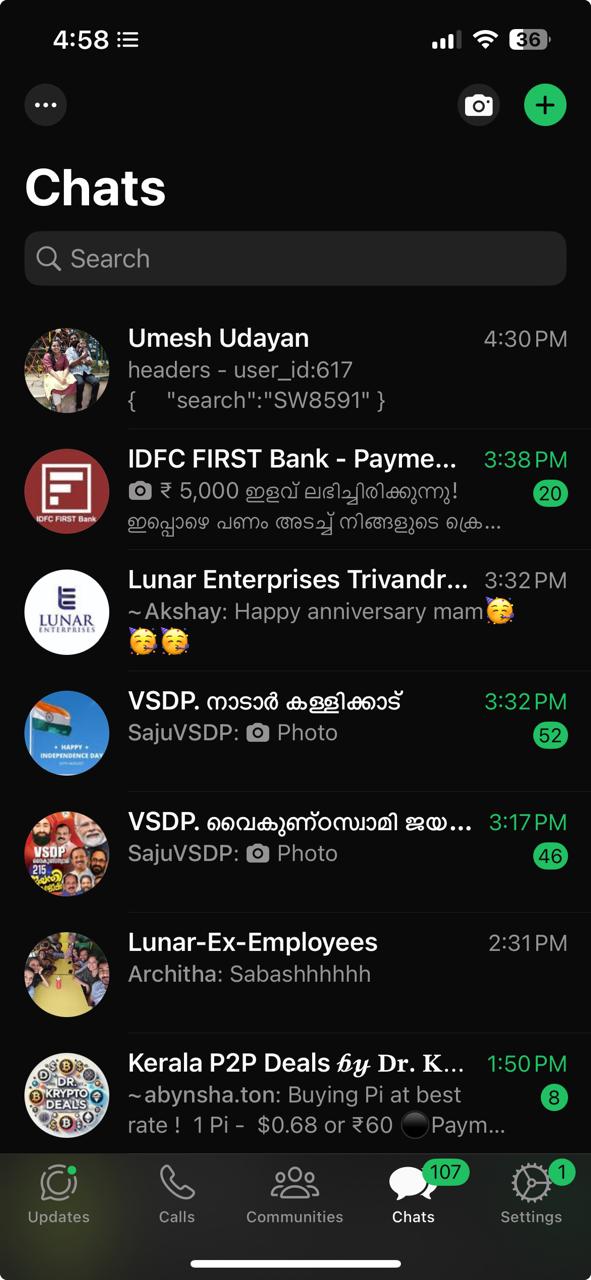 4:58
36
Chats
Search
Umesh Udayan 4:30 PM
headers - user_id:617
{ "search":"SW8591" }
IDFC FIRST Bank - Payme... 3:38 PM
₹ 5,000 ഇളവ് ലഭിച്ചിരിക്കുന്നു! 20
ഇപ്പൊഴെ പണം അടച്ച് നിങ്ങളുടെ ക്രെ...
IDFC FIRST Bank
Lunar Enterprises Trivandr... 3:32 PM
~ Akshay: Happy anniversary mam🥳
🥳🥳
LUNAR
ENTERPRISES
VSDP. നാടാർ കള്ളിക്കാട് 3:32 PM
SajuVSDP: Photo 52
HAPPY
INDEPENDENCE DAY
VSDP. വൈകുണ്ഠസ്വാമി ജയ... 3:17 PM
SajuVSDP: Photo 46
VSDP
215
Lunar-Ex-Employees 2:31 PM
Architha: Sabashhhhhh
Kerala P2P Deals 𝒷𝓎 𝐃𝐫. 𝐊... 1:50 PM
~ abynsha.ton: Buying Pi at best 8
rate ! 1 Pi - $0.68 or ₹60 ⚫Paym...
DR.
KRYPTO
DEALS
107 1
Updates Calls Communities Chats Settings